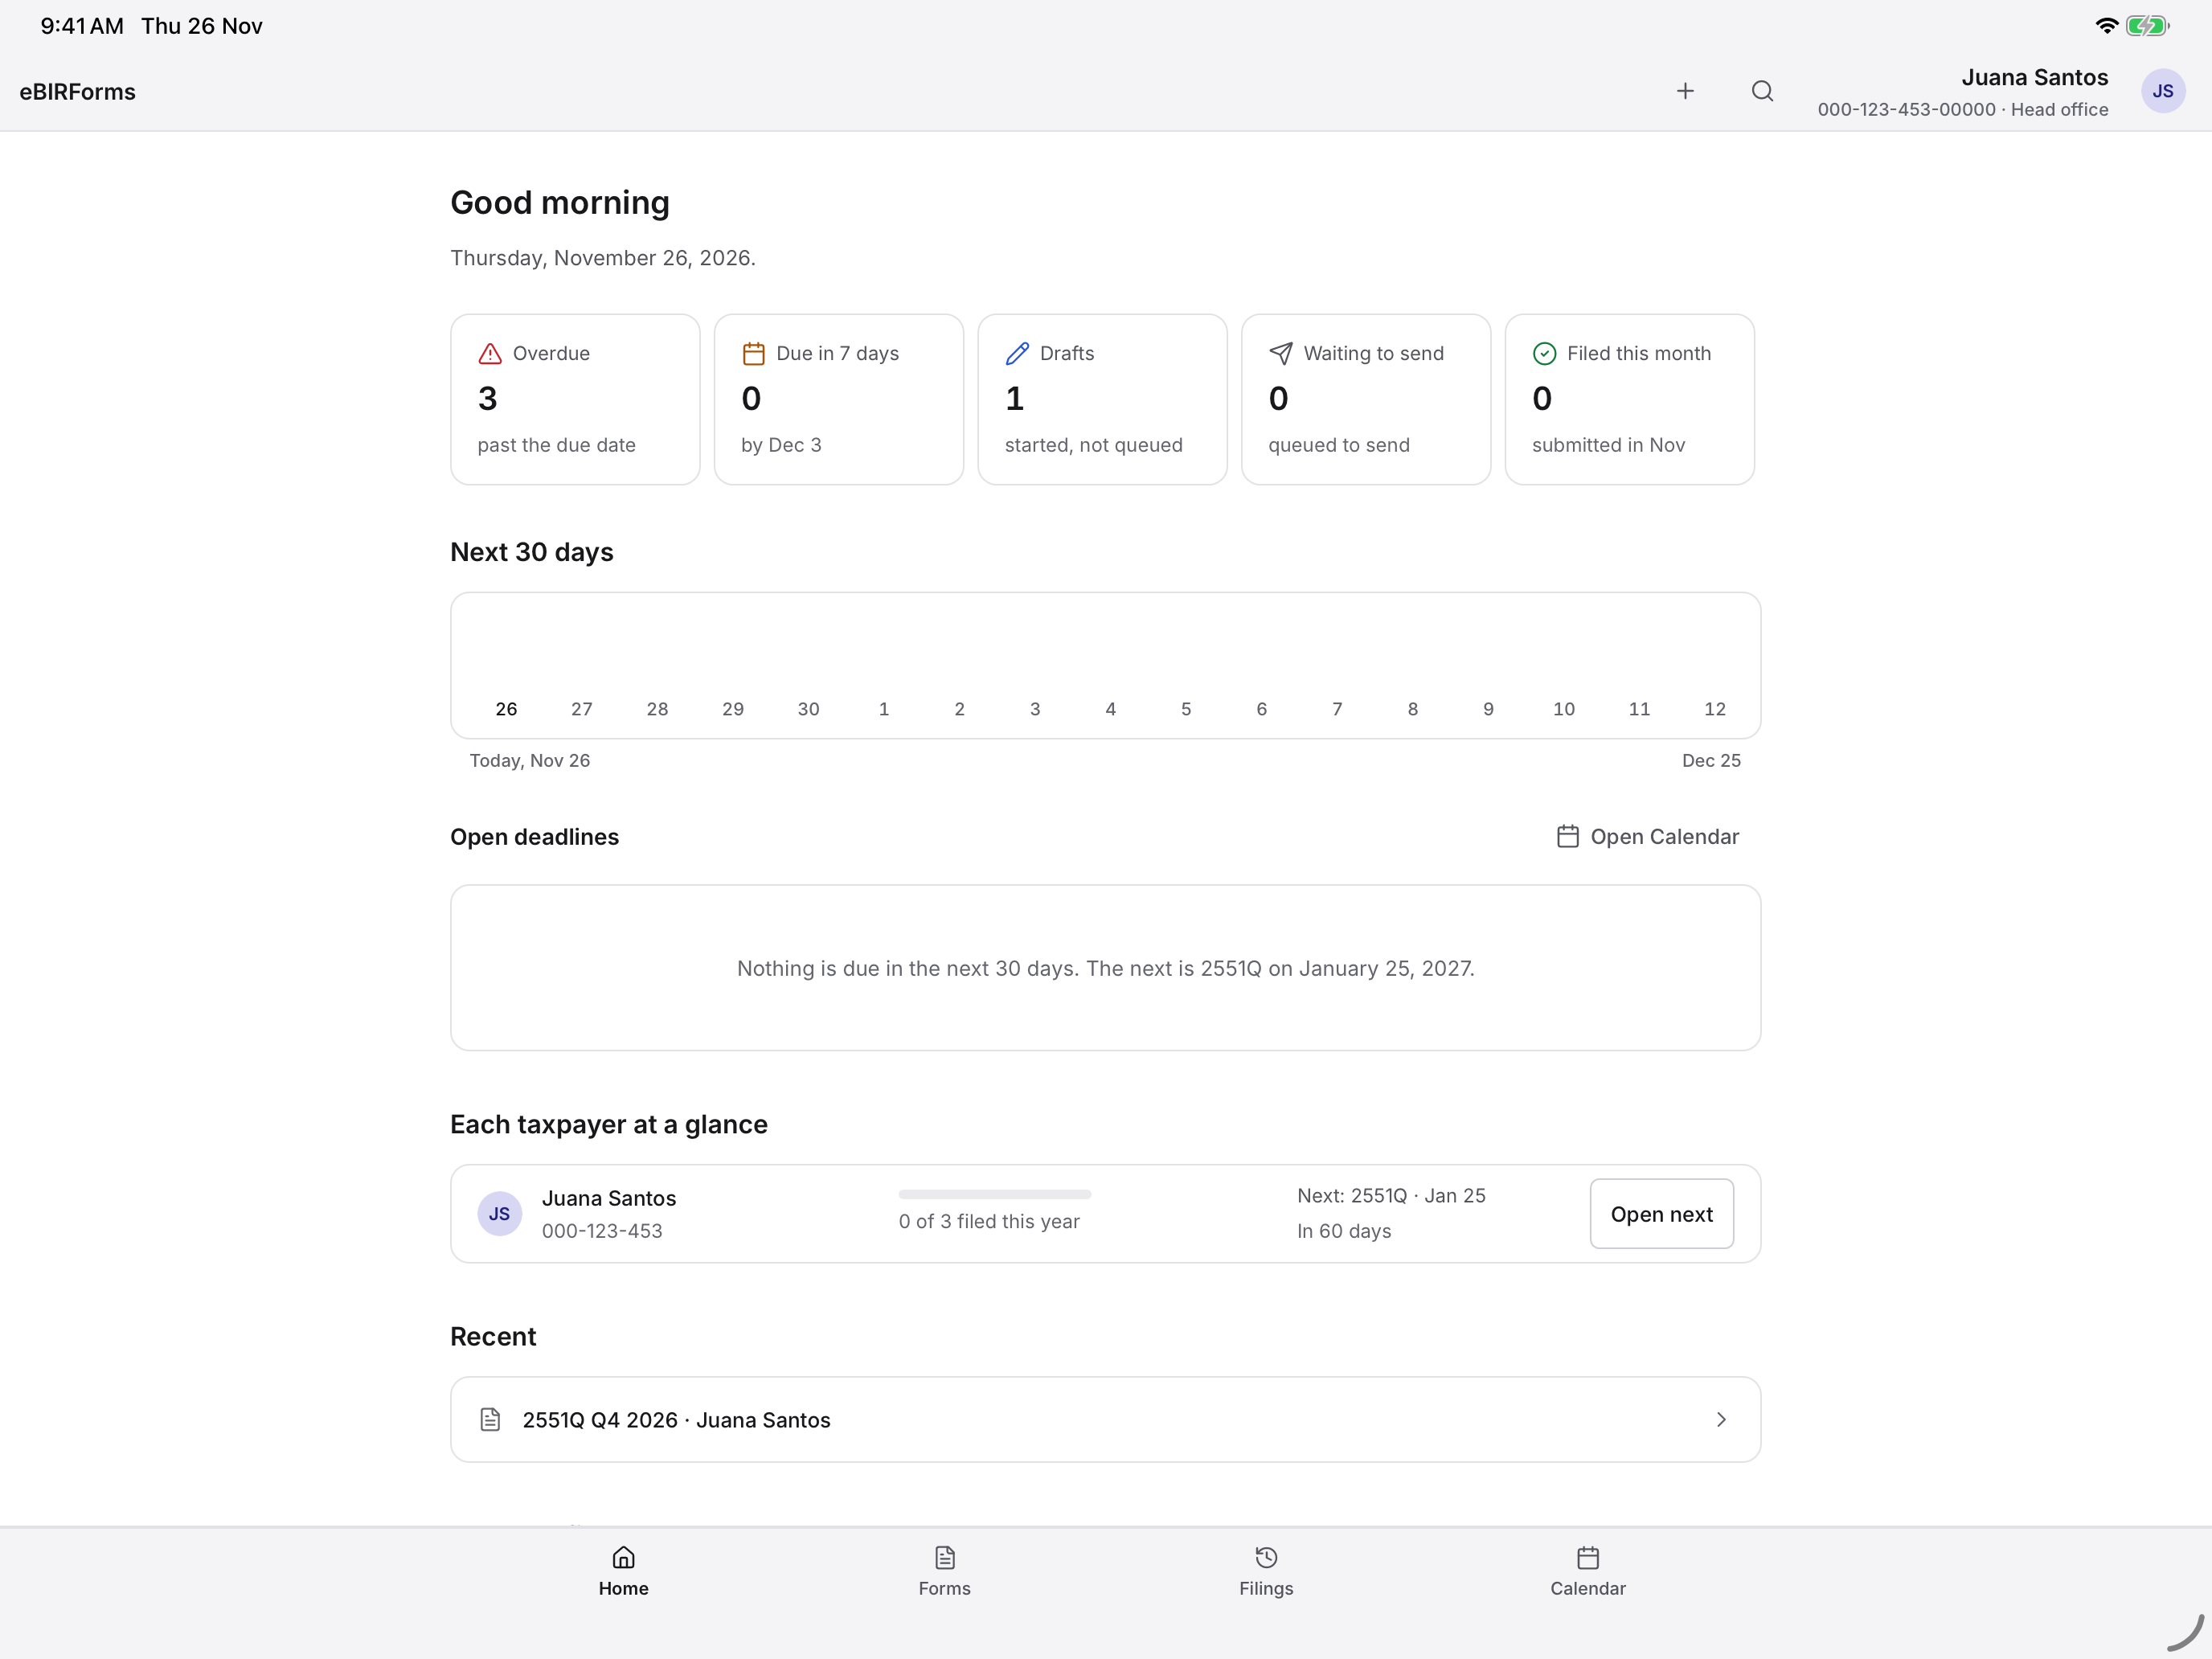 9:41 AM Thu 26 Nov
eBIRForms
Juana Santos
000-123-453-00000 · Head office
JS
Good morning
Thursday, November 26, 2026.
Overdue
3
past the due date
Due in 7 days
0
by Dec 3
Drafts
1
started, not queued
Waiting to send
0
queued to send
Filed this month
0
submitted in Nov
Next 30 days
26 27 28 29 30 1 2 3 4 5 6 7 8 9 10 11 12
Today, Nov 26
Dec 25
Open deadlines
Open Calendar
Nothing is due in the next 30 days. The next is 2551Q on January 25, 2027.
Each taxpayer at a glance
JS
Juana Santos
000-123-453
0 of 3 filed this year
Next: 2551Q · Jan 25
In 60 days
Open next
Recent
2551Q Q4 2026 · Juana Santos
Home
Forms
Filings
Calendar